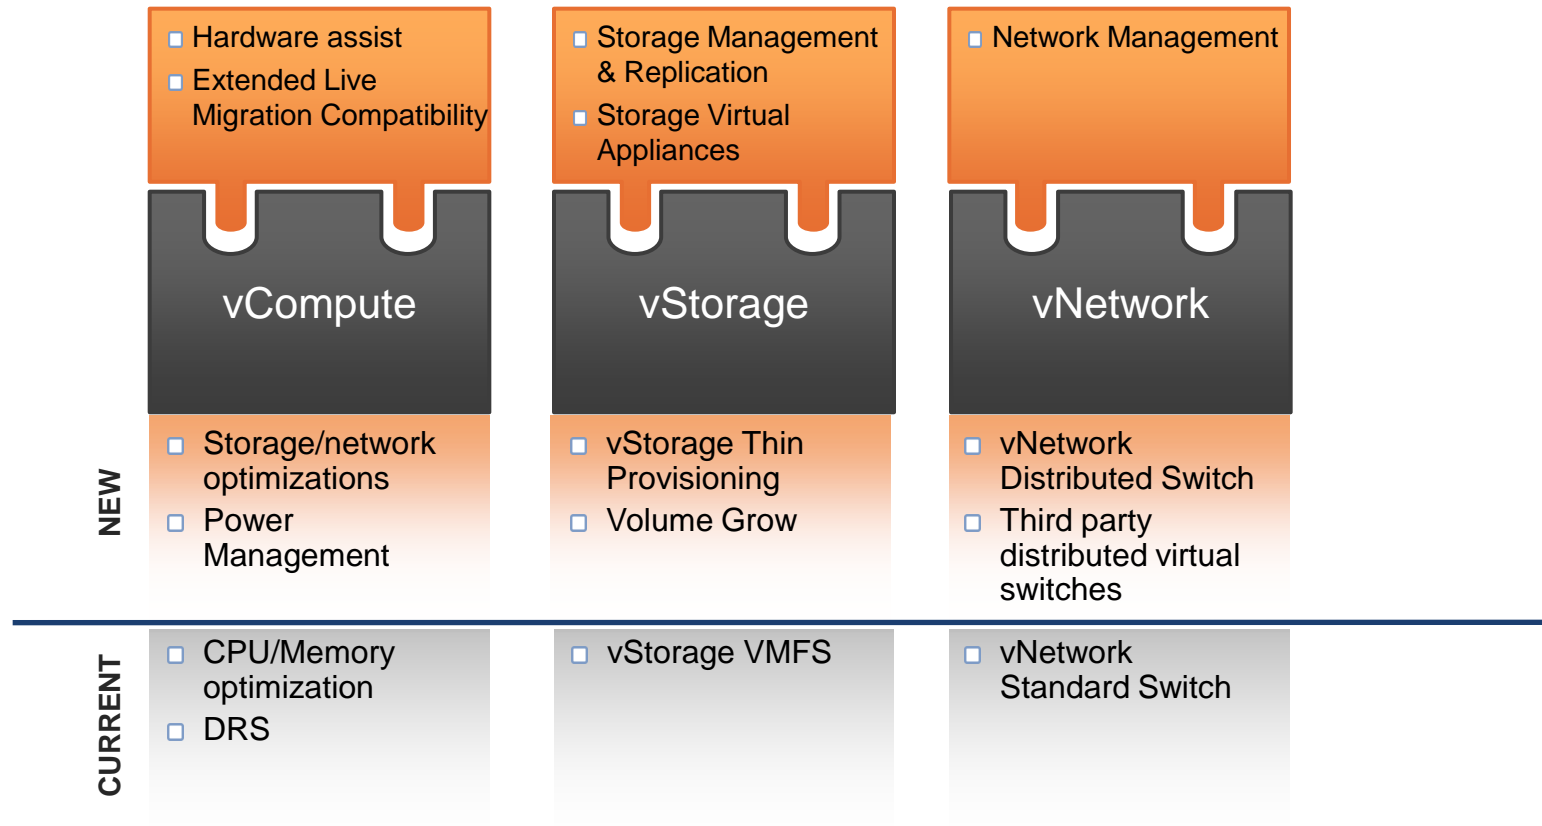 Hardware assist
Extended Live
Migration Compatibility
Storage Management
& Replication
Storage Virtual
Appliances
Network Management
vCompute
vStorage
vNetwork
NEW
Storage/network
optimizations
Power
Management
vStorage Thin
Provisioning
Volume Grow
vNetwork
Distributed Switch
Third party
distributed virtual
switches
CURRENT
CPU/Memory
optimization
DRS
vStorage VMFS
vNetwork
Standard Switch